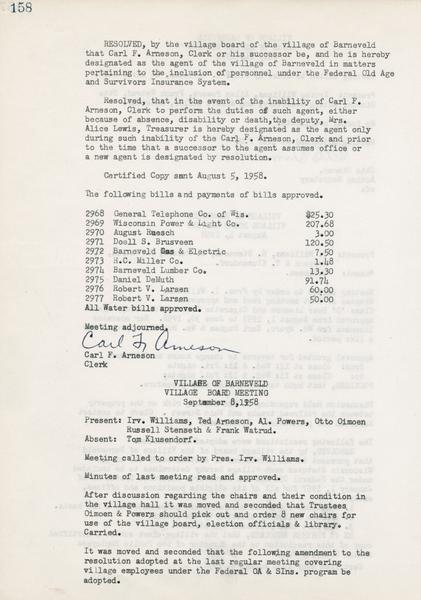 158
RESOLVED, by the village board of the village of Barneveld
that Carl F. Arneson, Clerk or his successor be, and he is hereby
designated as the agent of the village of Barneveld in matters
pertaining to the inclusion of personnel under the Federal Old Age
and Survivors Insurance System.
Resolved, that in the event of the inability of Carl F.
Arneson, Clerk to perform the duties of such agent, either
because of absence, disability or death, the deputy, Mrs.
Alice Lewis, Treasurer is hereby designated as the agent only
during such inability of the Carl F. Arneson, Clerk and prior
to the time that a successor to the agent assumes office or
a new agent is designated by resolution.
Certified Copy sent August 5, 1958.
The following bills and payments of bills approved.
2968 General Telephone Co. of Wis. $25.30
2969 Wisconsin Power & Light Co. 207.68
2970 August Ruesch 3.00
2971 Doell S. Brusveen 120.50
2972 Barneveld Gas & Electric 7.50
2973 H.C. Miller Co. 1.48
2974 Barneveld Lumber Co. 13.30
2975 Daniel DeMuth 91.74
2976 Robert V. Larsen 60.00
2977 Robert V. Larsen 50.00
All Water bills approved.
Meeting adjourned,
Carl F. Arneson
Carl F. Arneson
Clerk
VILLAGE OF BARNEVELD
VILLAGE BOARD MEETING
September 8, 1958
Present: Irv. Williams, Ted Arneson, Al. Powers, Otto Oimoen
Russell Stenseth & Frank Watrud.
Absent: Tom Klusendorf.
Meeting called to order by Pres. Irv. Williams.
Minutes of last meeting read and approved.
After discussion regarding the chairs and their condition in
the village hall it was moved and seconded that Trustees
Oimoen & Powers should pick out and order 8 new chairs for
use of the village board, election officials & library.
Carried.
It was moved and seconded that the following amendment to the
resolution adopted at the last regular meeting covering
village employees under the Federal OA & SIns. program be
adopted.